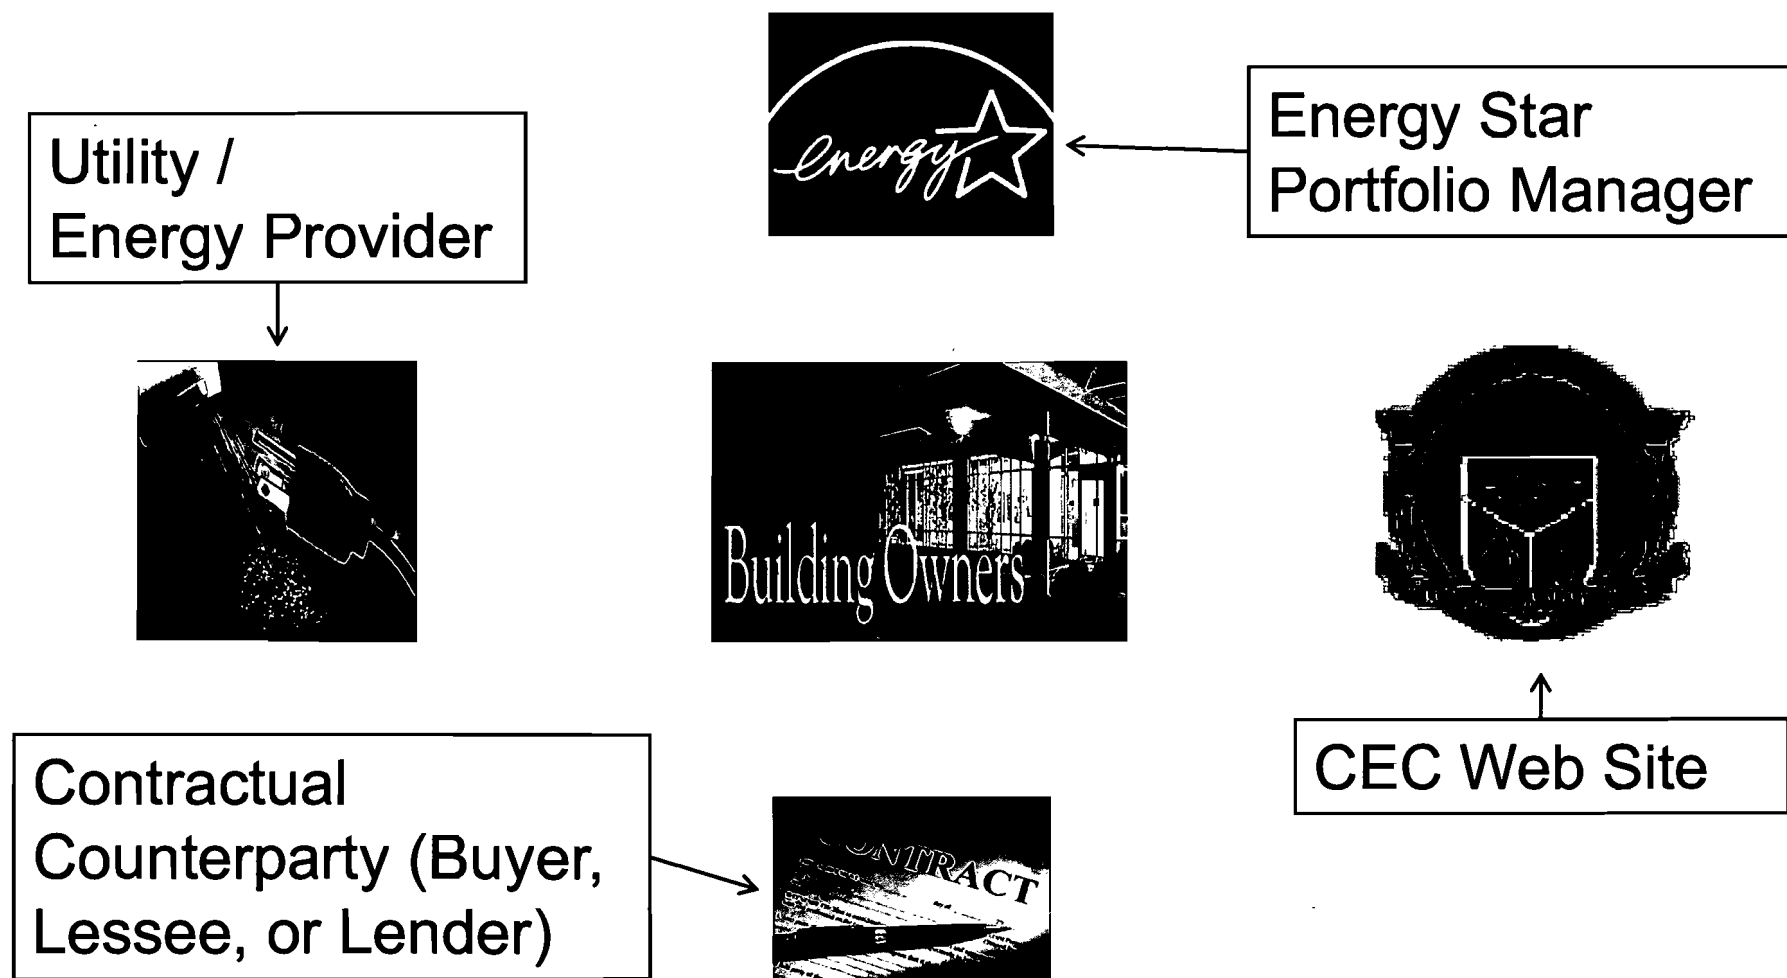 energy
Energy Star
Portfolio Manager
Utility /
Energy Provider
Building Owners
CEC Web Site
Contractual
Counterparty (Buyer,
Lessee, or Lender)
CONTRACT